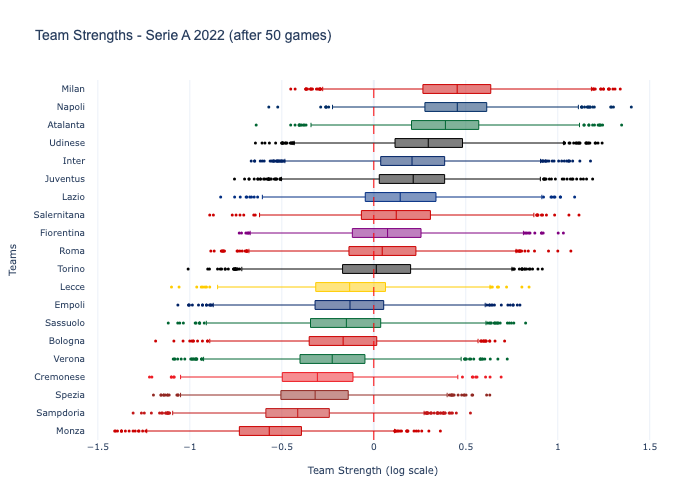 Team Strengths - Serie A 2022 (after 50 games)
Milan
Napoli
Atalanta
Udinese
Inter
Juventus
Lazio
Salernitana
Fiorentina
Roma
Torino
Lecce
Empoli
Sassuolo
Bologna
Verona
Cremonese
Spezia
Sampdoria
Monza
Teams
−1.5 −1 −0.5 0 0.5 1 1.5
Team Strength (log scale)